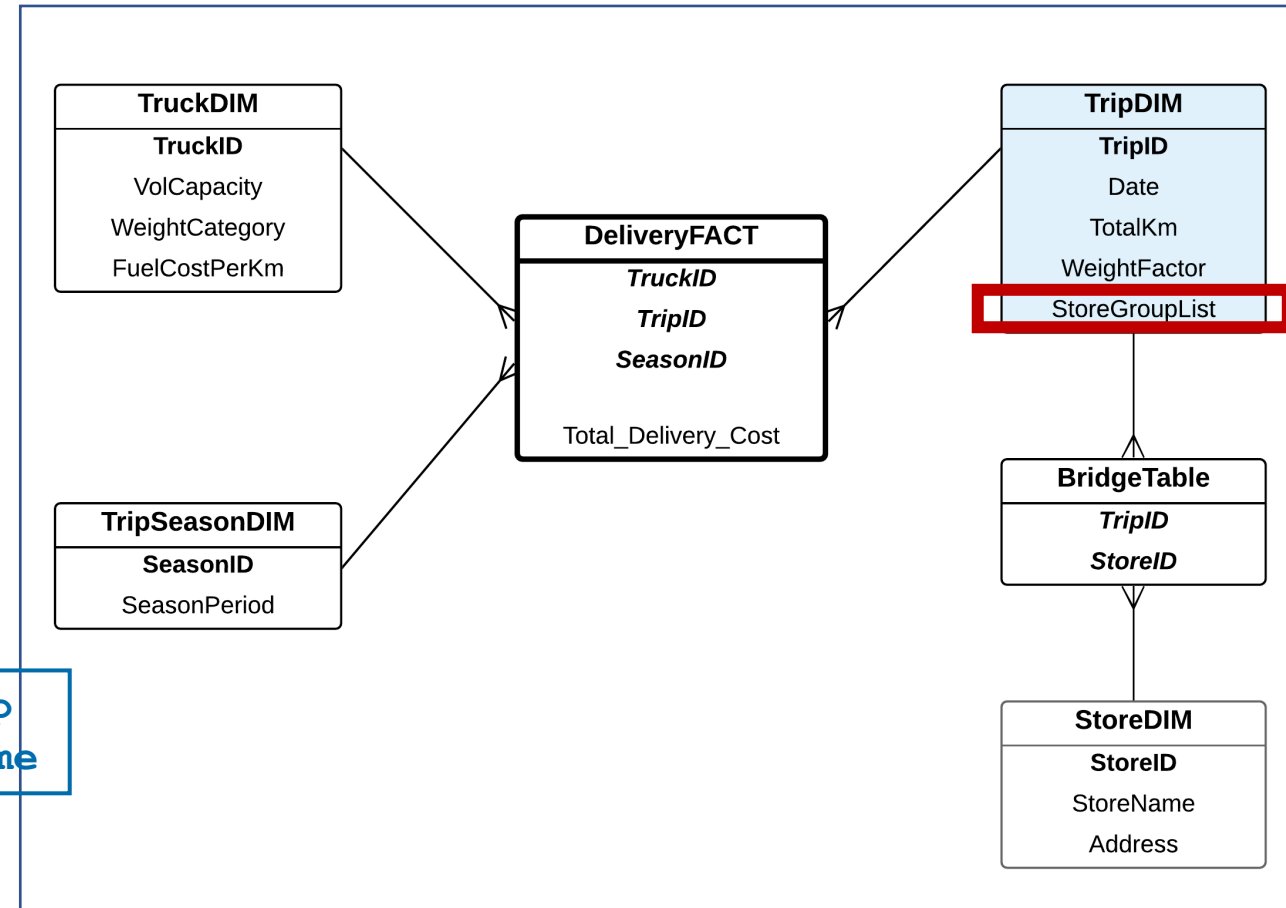 TruckDIM
TruckID
VolCapacity
WeightCategory
FuelCostPerKm
TripSeasonDIM
SeasonID
SeasonPeriod
DeliveryFACT
TruckID
TripID
SeasonID
Total_Delivery_Cost
TripDIM
TripID
Date
TotalKm
WeightFactor
StoreGroupList
BridgeTable
TripID
StoreID
StoreDIM
StoreID
StoreName
Address